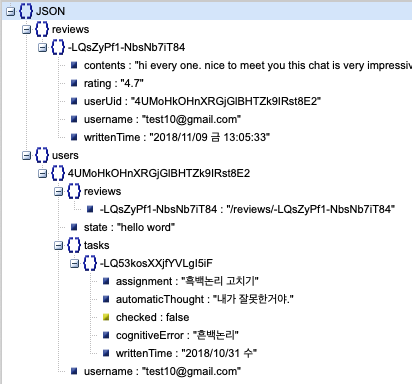 JSON
reviews
-LQsZyPf1-NbsNb7iT84
contents : "hi every one. nice to meet you this chat is very impressiv
rating : "4.7"
userUid : "4UMoHkOHnXRGjGlBHTZk9IRst8E2"
username : "test10@gmail.com"
writtenTime : "2018/11/09 금 13:05:33"
users
4UMoHkOHnXRGjGlBHTZk9IRst8E2
reviews
-LQsZyPf1-NbsNb7iT84 : "/reviews/-LQsZyPf1-NbsNb7iT84"
state : "hello word"
tasks
-LQ53kosXXjfYVLgI5iF
assignment : "흑백논리 고치기"
automaticThought : "내가 잘못한거야."
checked : false
cognitiveError : "흔백논리"
writtenTime : "2018/10/31 수"
username : "test10@gmail.com"